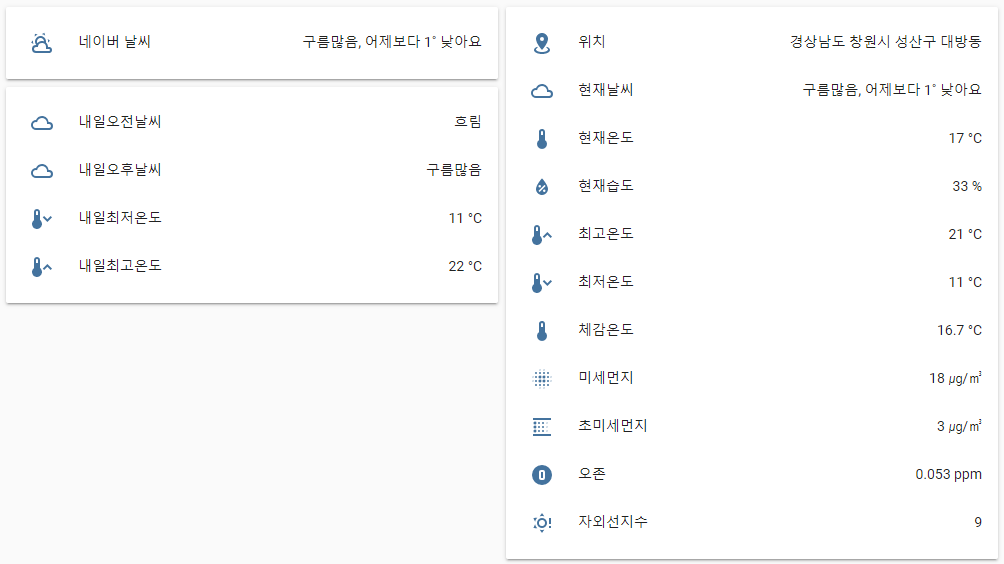 네이버 날씨 구름많음, 어제보다 1˚ 낮아요
내일오전날씨 흐림
내일오후날씨 구름많음
내일최저온도 11 °C
내일최고온도 22 °C
위치 경상남도 창원시 성산구 대방동
현재날씨 구름많음, 어제보다 1˚ 낮아요
현재온도 17 °C
현재습도 33 %
최고온도 21 °C
최저온도 11 °C
체감온도 16.7 °C
미세먼지 18 ㎍/㎥
초미세먼지 3 ㎍/㎥
오존 0.053 ppm
자외선지수 9